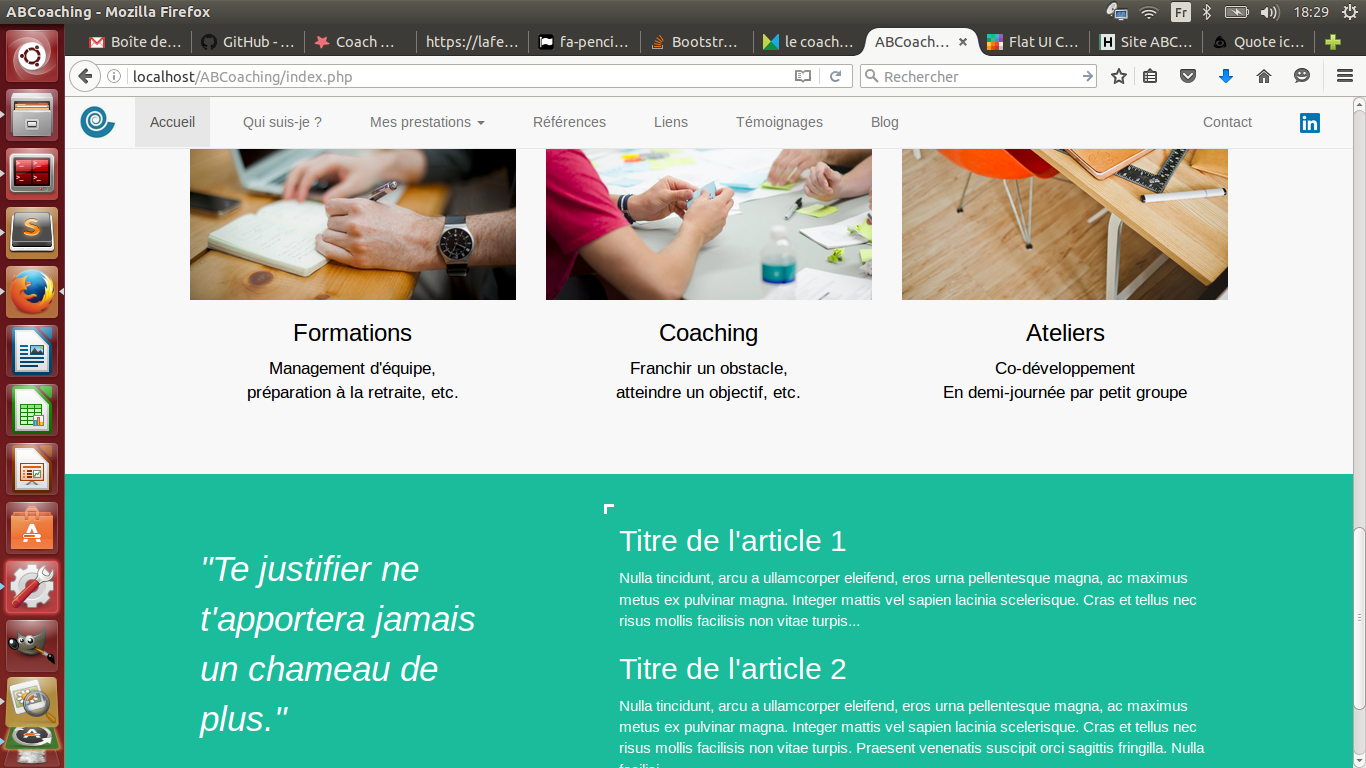 ABCoaching - Mozilla Firefox
Fr
18:29
Boîte de...
GitHub - ...
Coach ...
https://lafe...
fa-penci...
Bootstr...
le coach...
ABCoach...
Flat UI C...
H Site ABC...
Quote ic...
localhost/ABCoaching/index.php
Rechercher
Accueil
Qui suis-je ?
Mes prestations
Références
Liens
Témoignages
Blog
Contact
in
Formations
Coaching
Ateliers
Management d'équipe,
préparation à la retraite, etc.
Franchir un obstacle,
atteindre un objectif, etc.
Co-développement
En demi-journée par petit groupe
"Te justifier ne
t'apportera jamais
un chameau de
plus."
Titre de l'article 1
Nulla tincidunt, arcu a ullamcorper eleifend, eros urna pellentesque magna, ac maximus
metus ex pulvinar magna. Integer mattis vel sapien lacinia scelerisque. Cras et tellus nec
risus mollis facilisis non vitae turpis...
Titre de l'article 2
Nulla tincidunt, arcu a ullamcorper eleifend, eros urna pellentesque magna, ac maximus
metus ex pulvinar magna. Integer mattis vel sapien lacinia scelerisque. Cras et tellus nec
risus mollis facilisis non vitae turpis. Praesent venenatis suscipit orci sagittis fringilla. Nulla